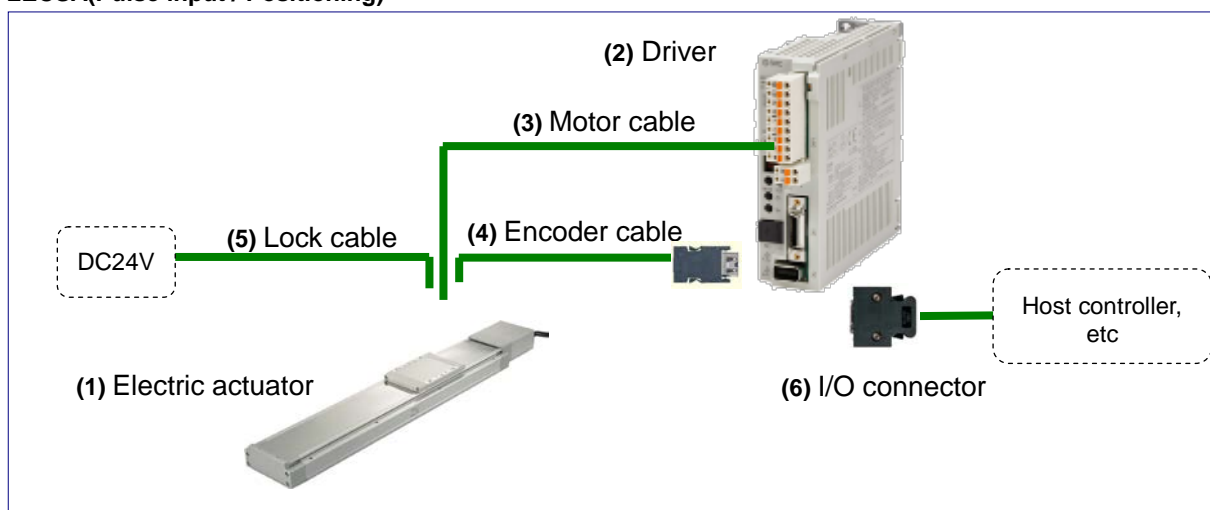 (2) Driver
(3) Motor cable
(5) Lock cable
(4) Encoder cable
DC24V
Host controller,
etc
(1) Electric actuator
(6) I/O connector